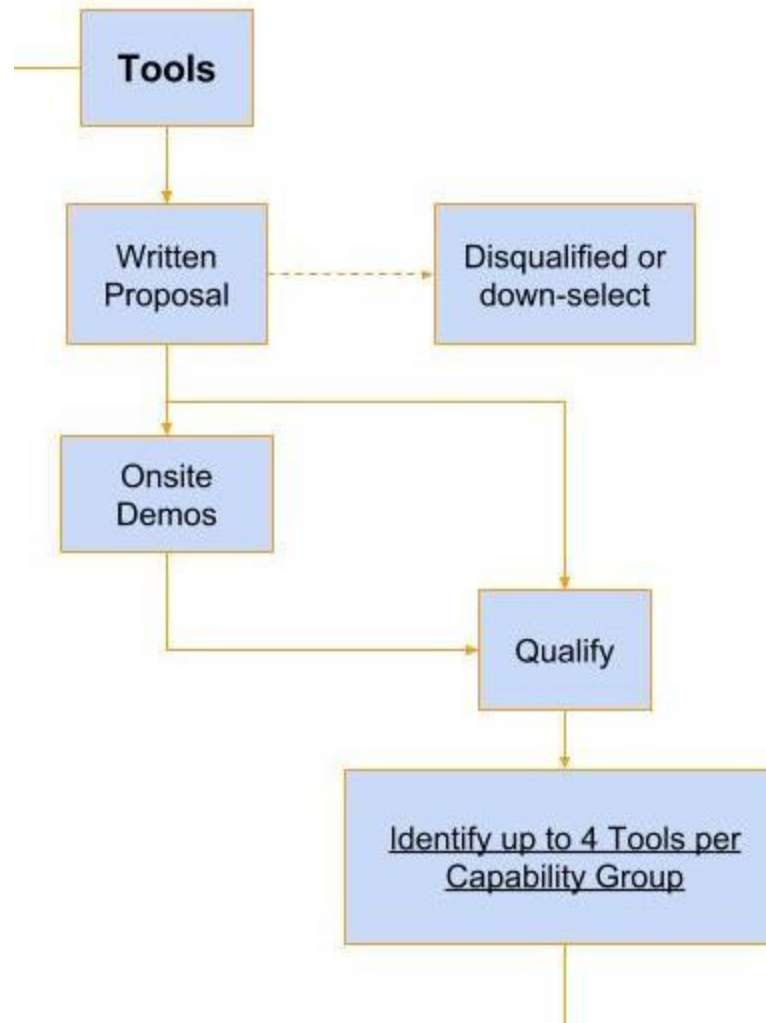 Tools
Written
Proposal
Disqualified or
down-select
Onsite
Demos
Qualify
Identify up to 4 Tools per
Capability Group